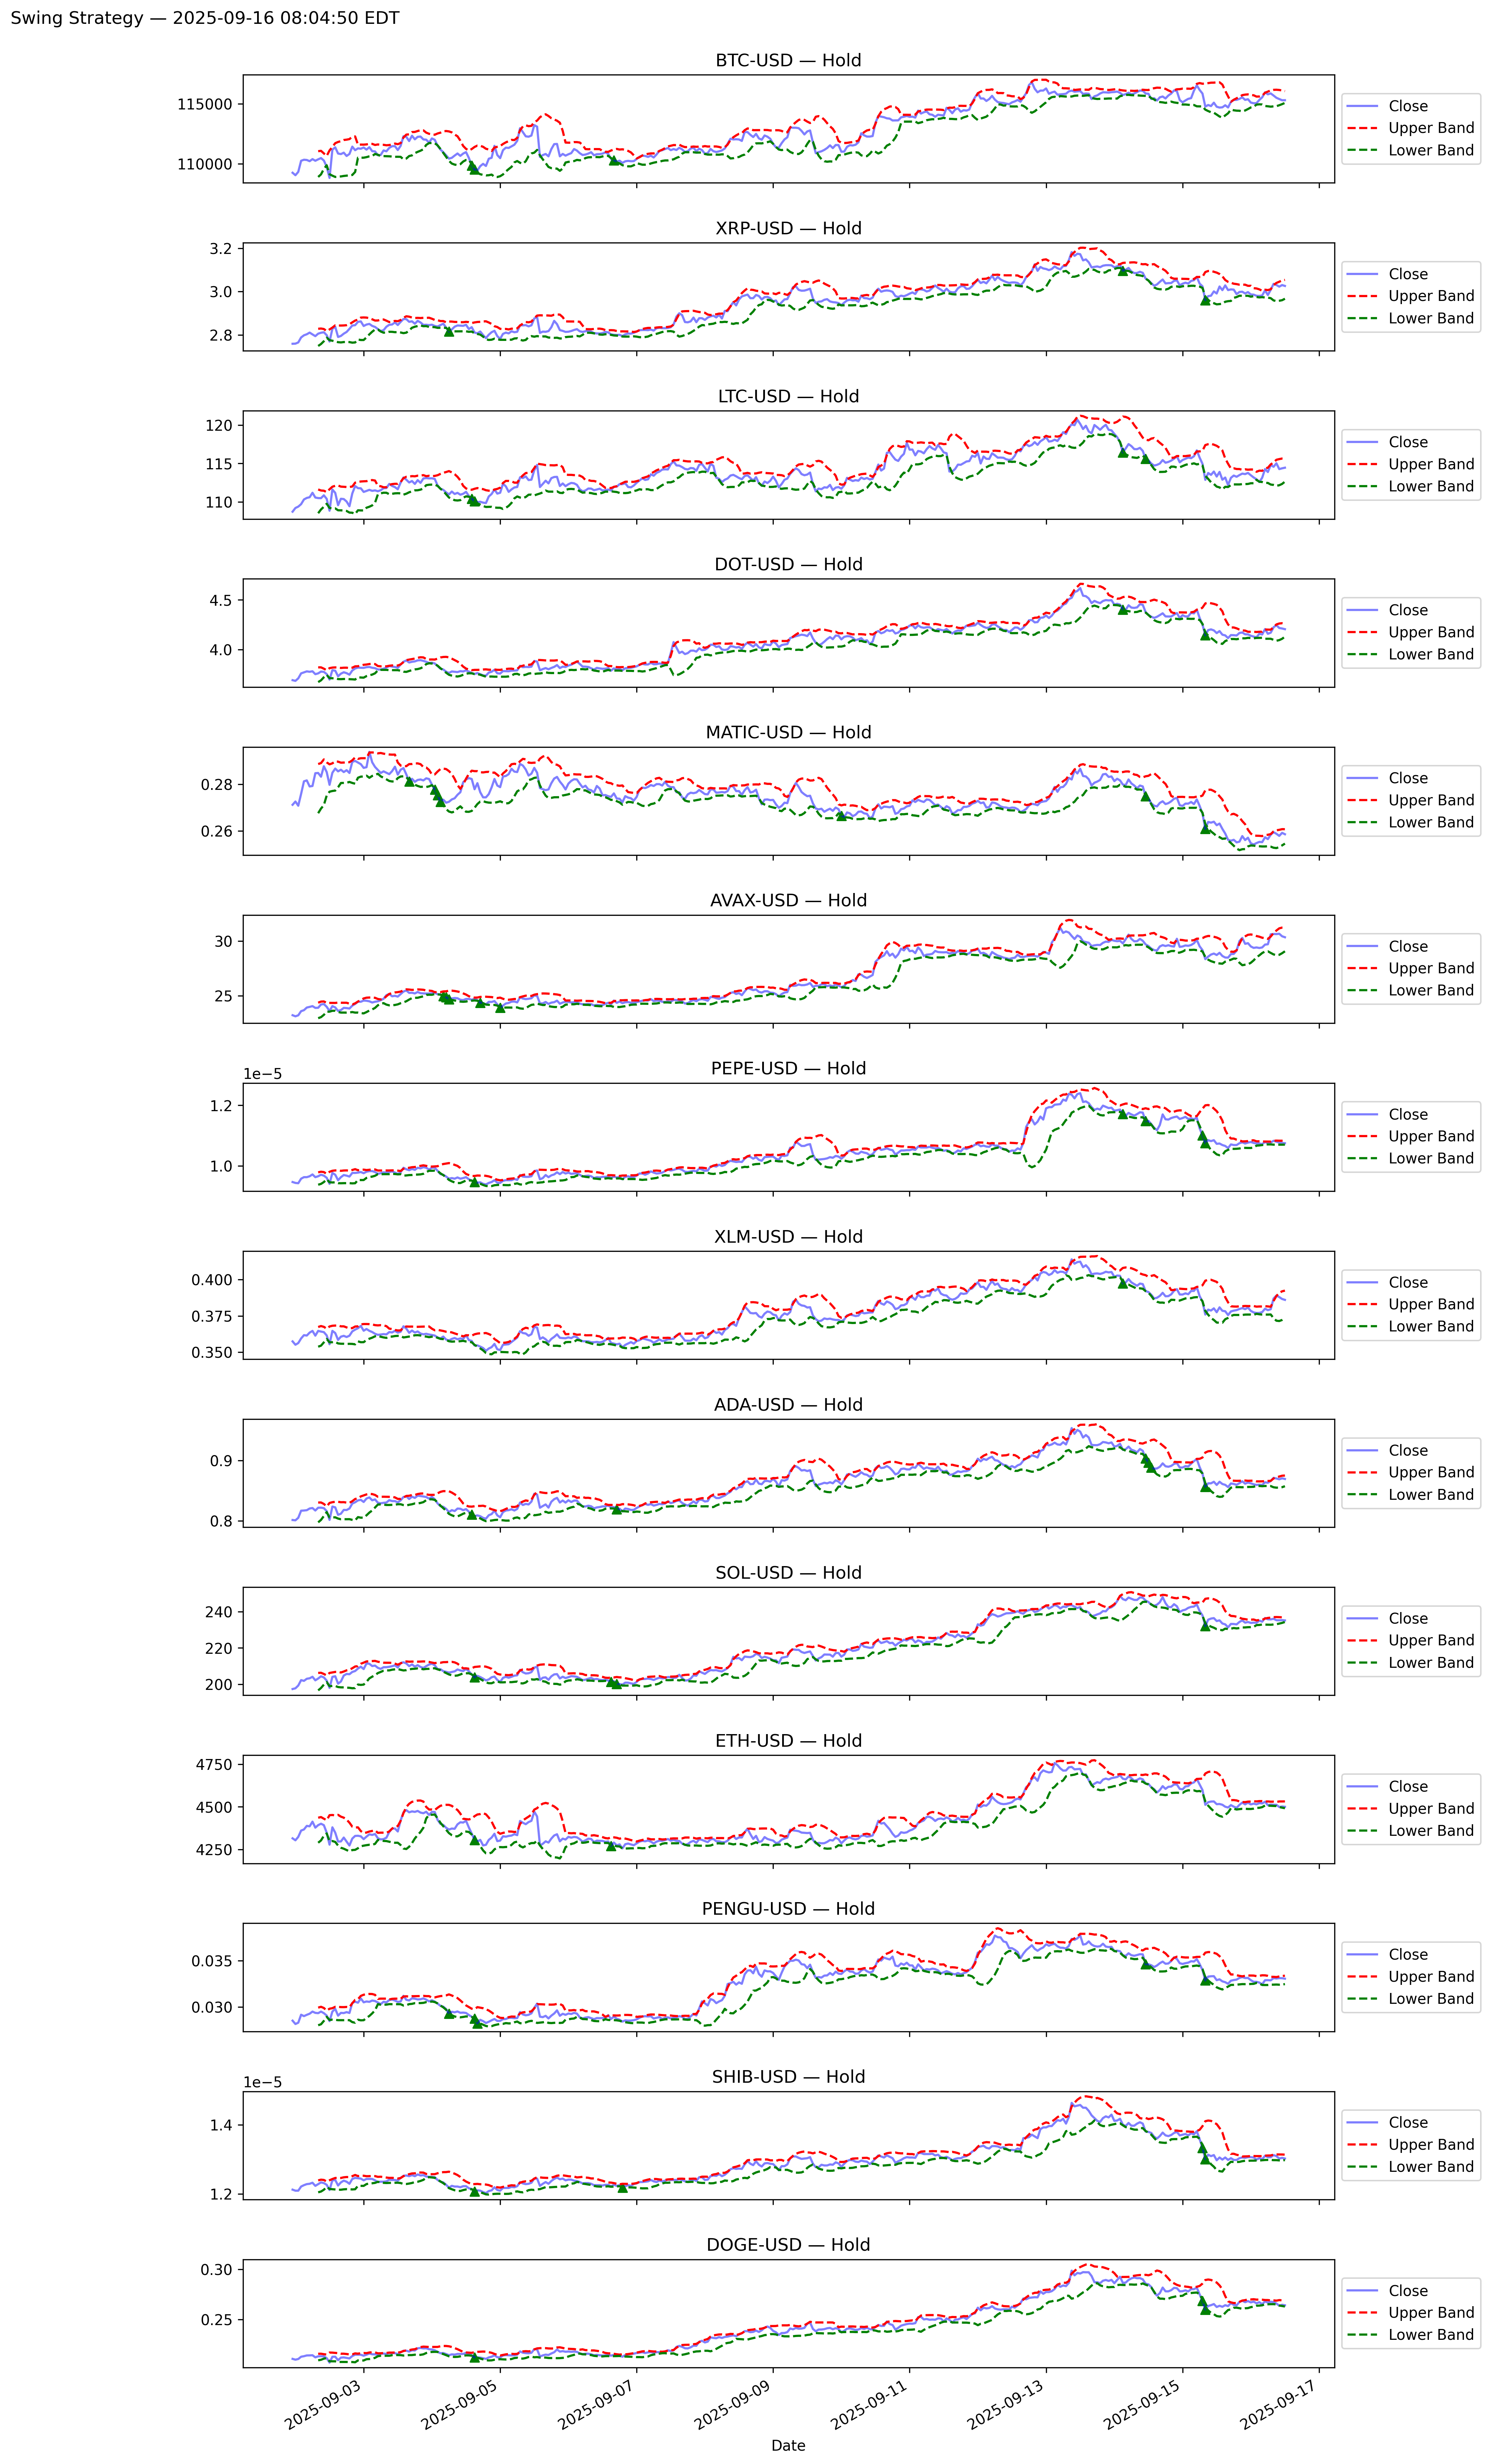 Swing Strategy — 2025-09-16 08:04:50 EDT
BTC-USD — Hold
115000
110000
Close
Upper Band
Lower Band
XRP-USD — Hold
3.2
3.0
2.8
Close
Upper Band
Lower Band
LTC-USD — Hold
120
115
110
Close
Upper Band
Lower Band
DOT-USD — Hold
4.5
4.0
Close
Upper Band
Lower Band
MATIC-USD — Hold
0.28
0.26
Close
Upper Band
Lower Band
AVAX-USD — Hold
30
25
Close
Upper Band
Lower Band
PEPE-USD — Hold
1e−5
1.2
1.0
Close
Upper Band
Lower Band
XLM-USD — Hold
0.400
0.375
0.350
Close
Upper Band
Lower Band
ADA-USD — Hold
0.9
0.8
Close
Upper Band
Lower Band
SOL-USD — Hold
240
220
200
Close
Upper Band
Lower Band
ETH-USD — Hold
4750
4500
4250
Close
Upper Band
Lower Band
PENGU-USD — Hold
0.035
0.030
Close
Upper Band
Lower Band
SHIB-USD — Hold
1e−5
1.4
1.2
Close
Upper Band
Lower Band
DOGE-USD — Hold
0.30
0.25
Close
Upper Band
Lower Band
2025-09-03
2025-09-05
2025-09-07
2025-09-09
2025-09-11
2025-09-13
2025-09-15
2025-09-17
Date